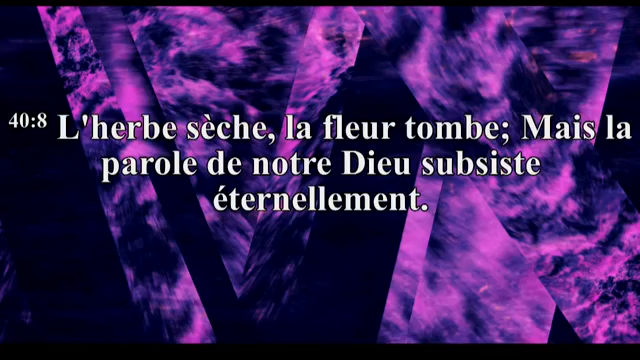 40:8 L'herbe sèche, la fleur tombe; Mais la
parole de notre Dieu subsiste
éternellement.